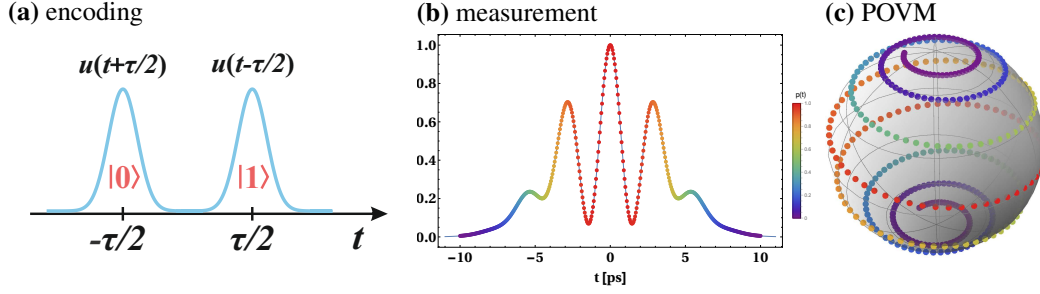 (a) encoding
u(t+τ/2)
u(t-τ/2)
|0⟩
|1⟩
-τ/2
τ/2
t
(b) measurement
1.0
0.8
0.6
0.4
0.2
0.0
−10
−5
0
5
10
t [ps]
(c) POVM
p(t)
1.0
0.8
0.6
0.4
0.2
0